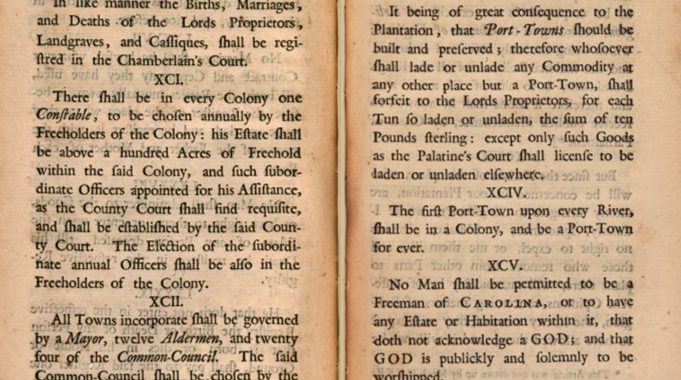 In like manner the Births, Marriages,
and Deaths of the Lords Proprietors,
Landgraves, and Cassiques, shall be regi-
stred in the Chamberlain's Court.
XCI.
There shall be in every Colony one
Constable, to be chosen annually by the
Freeholders of the Colony: his Estate shall
be above a hundred Acres of Freehold
within the said Colony, and such subor-
dinate Officers appointed for his Assistance,
as the County Court shall find requisite,
and shall be established by the said Coun-
ty Court. The Election of the subordi-
nate annual Officers shall be also in the
Freeholders of the Colony.
XCII.
All Towns incorporate shall be governed
by a Mayor, twelve Aldermen, and twenty
four of the Common-Council. The said
Common-Council shall be chosen by the
It being of great consequence to the
Plantation, that Port-Towns should be
built and preserved; therefore whosoever
shall lade or unlade any Commodity at
any other place but a Port-Town, shall
forfeit to the Lords Proprietors, for each
Tun so laden or unladen, the sum of ten
Pounds sterling: except only such Goods
as the Palatine's Court shall license to be
laden or unladen elsewhere.
XCIV.
The first Port-Town upon every River,
shall be in a Colony, and be a Port-Town
for ever.
XCV.
No Man shall be permitted to be a
Freeman of CAROLINA, or to have
any Estate or Habitation within it, that
doth not acknowledge a GOD; and that
GOD is publickly and solemnly to be
worshipped.